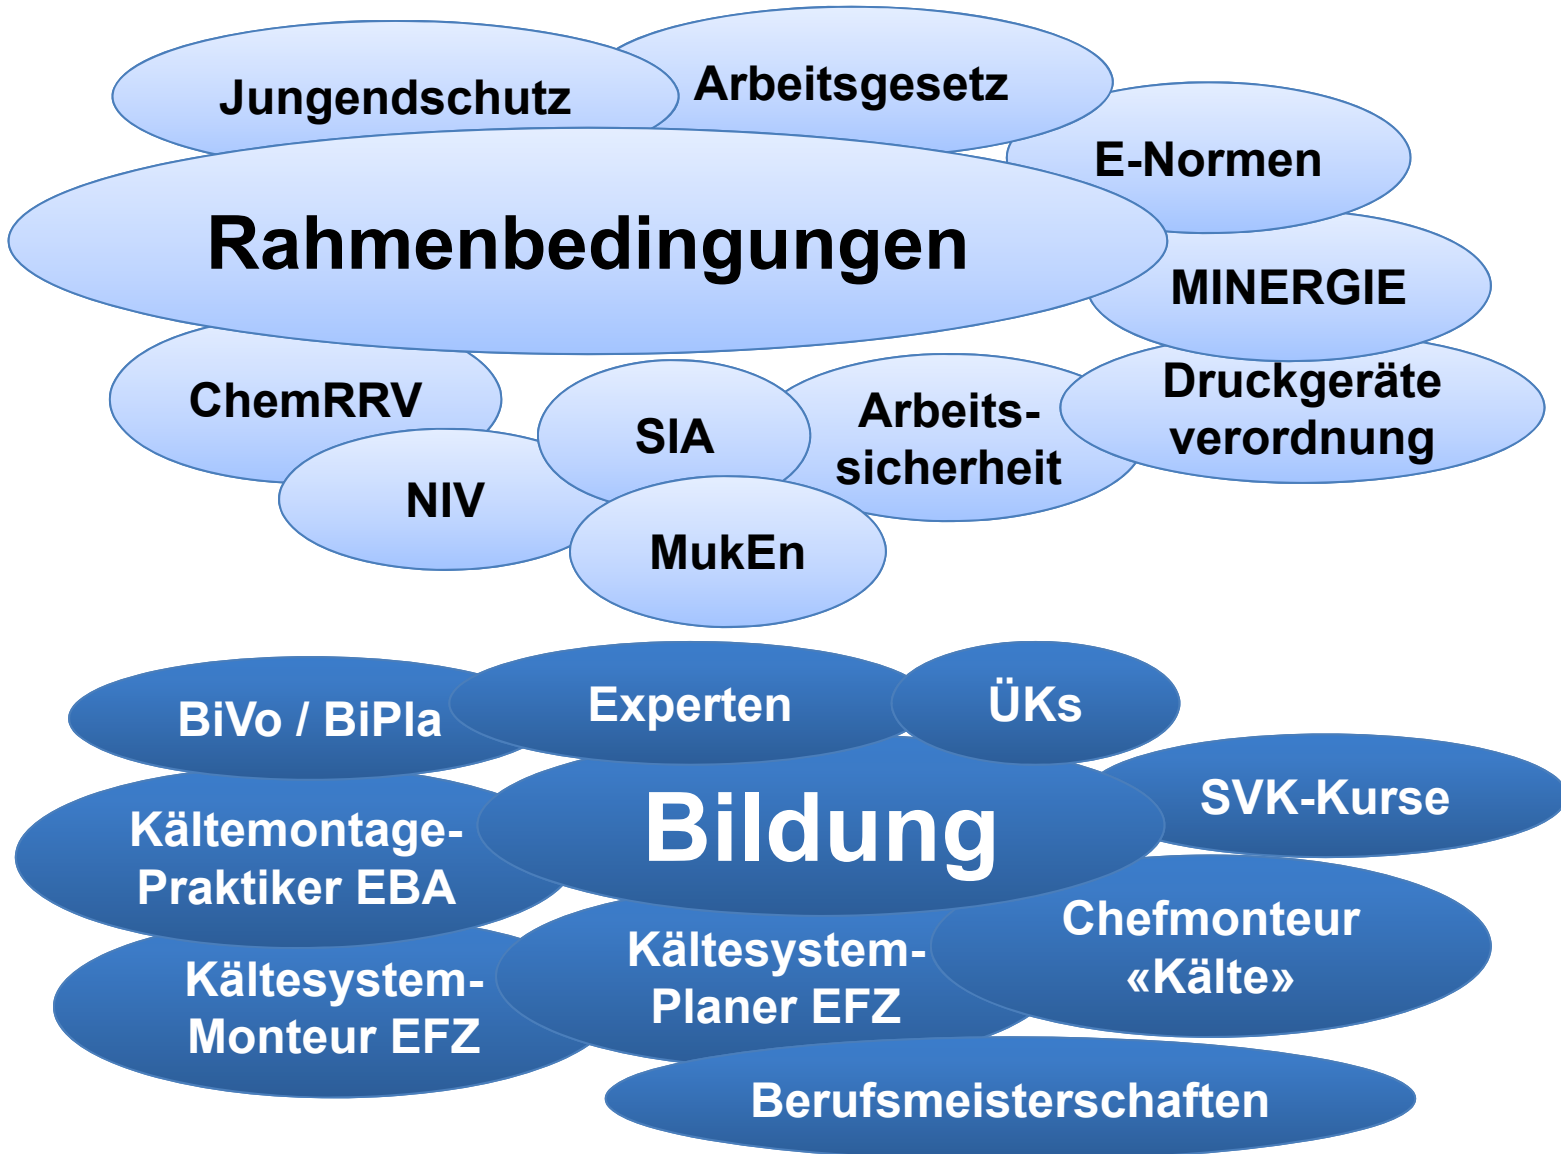 Jungendschutz
Arbeitsgesetz
E-Normen
Rahmenbedingungen
MINERGIE
ChemRRV
SIA
Arbeits-
sicherheit
Druckgeräte
verordnung
NIV
MukEn
BiVo / BiPla
Experten
ÜKs
Bildung
SVK-Kurse
Kältemontage-
Praktiker EBA
Chefmonteur
«Kälte»
Kältesystem-
Monteur EFZ
Kältesystem-
Planer EFZ
Berufsmeisterschaften